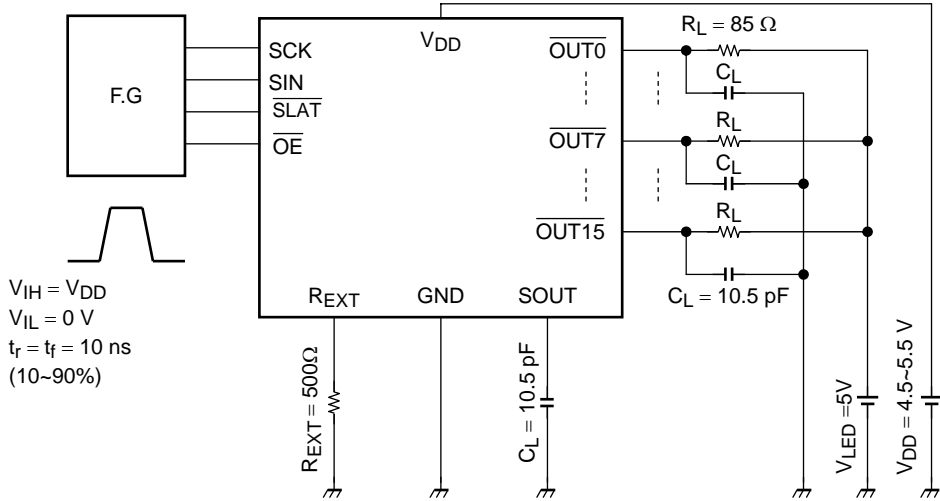 F.G
SCK
SIN
SLAT
OE
VDD
OUT0
OUT7
OUT15
REXT
GND
SOUT
RL = 85 Ω
CL
RL
CL
RL
CL = 10.5 pF
VIH = VDD
VIL = 0 V
tr = tf = 10 ns
(10~90%)
REXT = 500Ω
CL = 10.5 pF
VLED =5V
VDD = 4.5~5.5 V